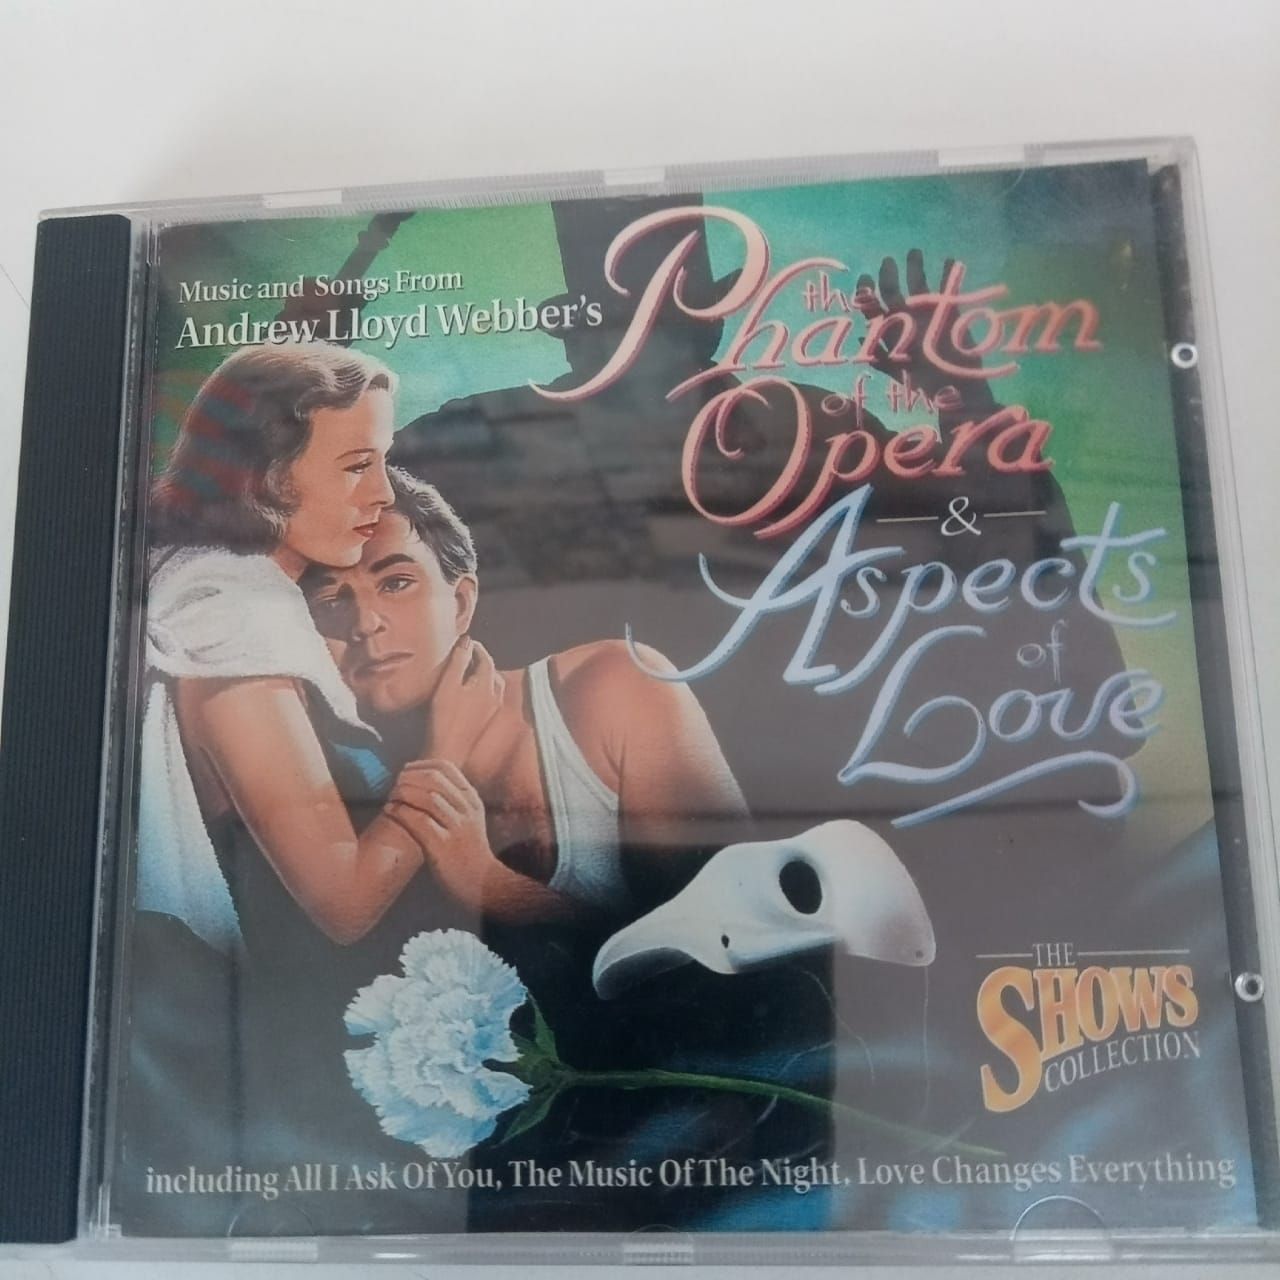 Music and Songs From
Andrew Lloyd Webber's
the
Phantom
of the
Opera
&
Aspects
of
Love
THE
SHOWS
COLLECTION
including All I Ask Of You, The Music Of The Night, Love Changes Everything